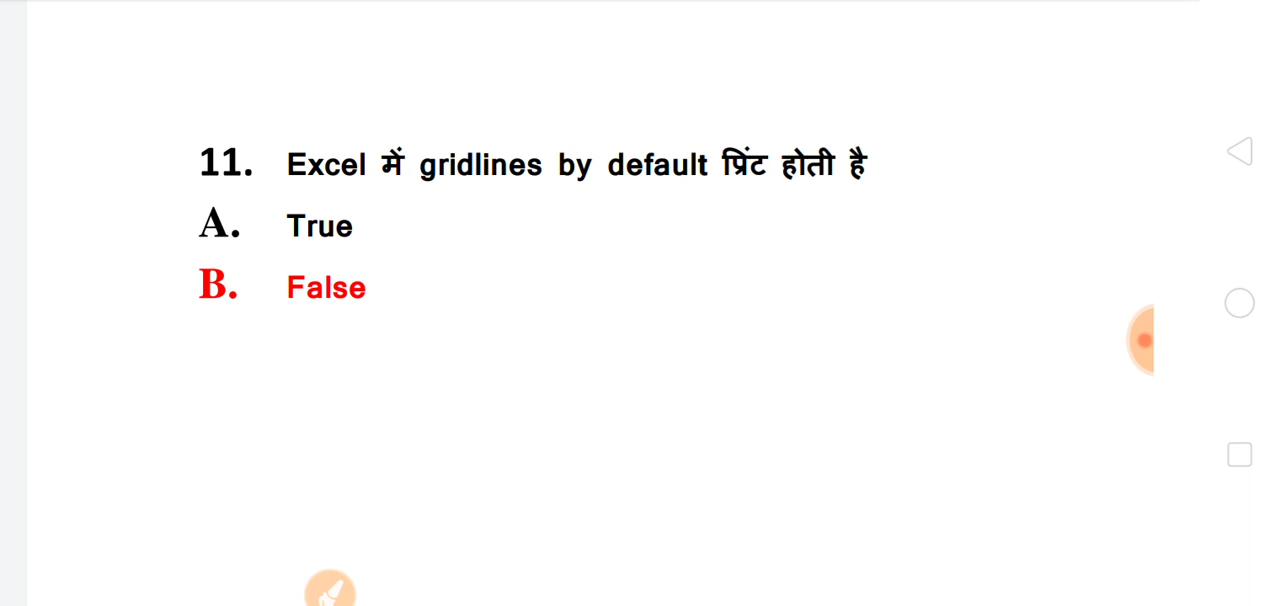 11. Excel में gridlines by default प्रिंट होती है
A. True
B. False